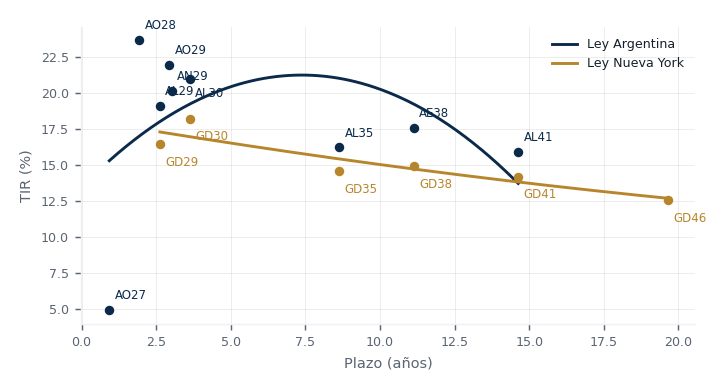 AO28
AO29
AN29
AL29
AL30
GD30
GD29
AL35
GD35
AE38
GD38
AL41
GD41
GD46
AO27
Ley Argentina
Ley Nueva York
22.5
20.0
17.5
15.0
12.5
10.0
7.5
5.0
TIR (%)
0.0 2.5 5.0 7.5 10.0 12.5 15.0 17.5 20.0
Plazo (años)